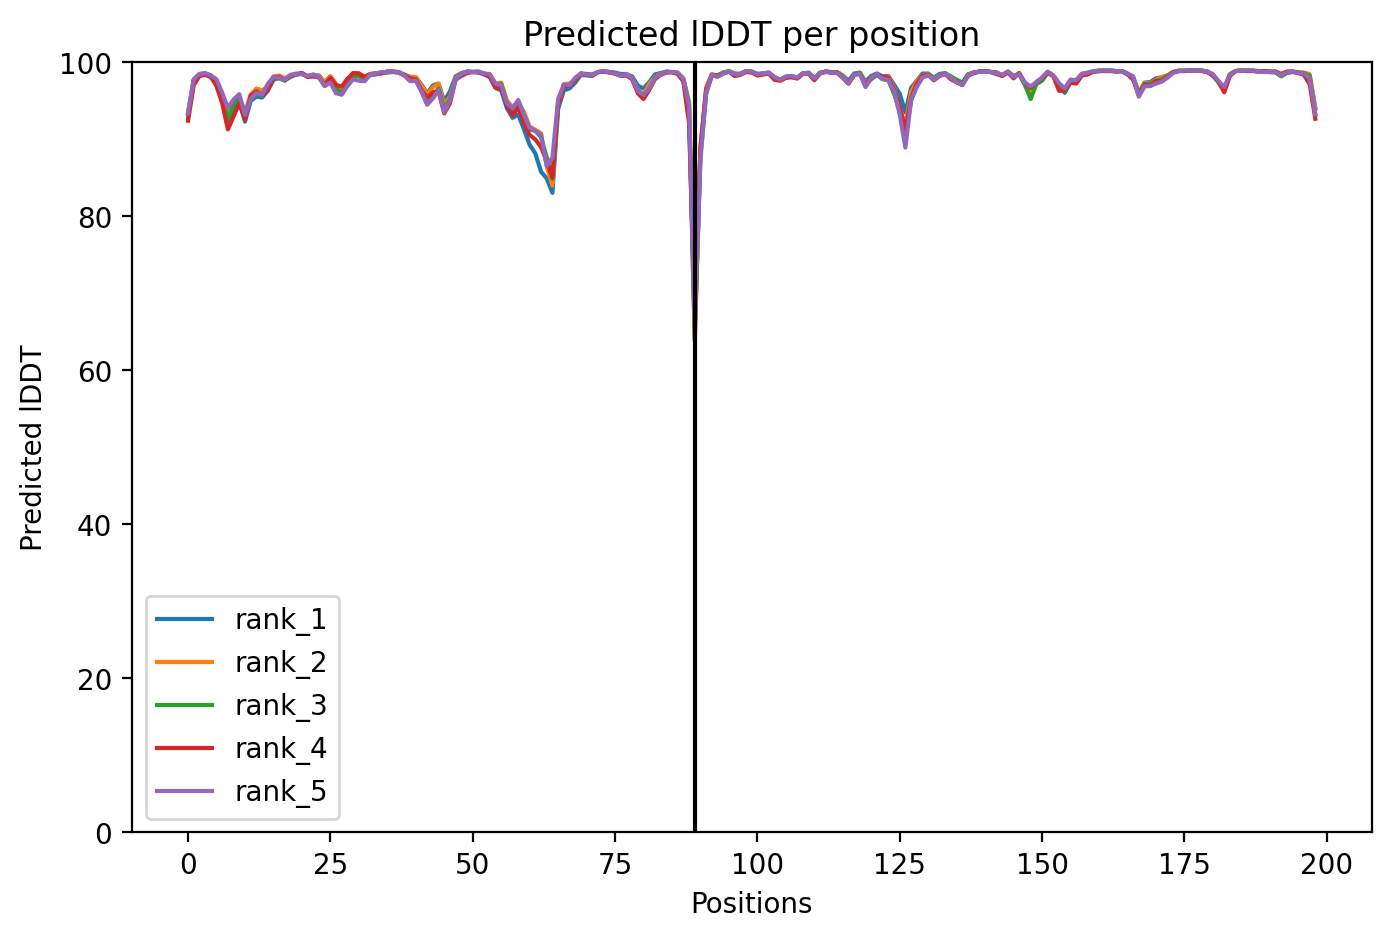 Predicted lDDT per position
100
80
60
40
20
0
Predicted lDDT
rank_1
rank_2
rank_3
rank_4
rank_5
0 25 50 75 100 125 150 175 200
Positions